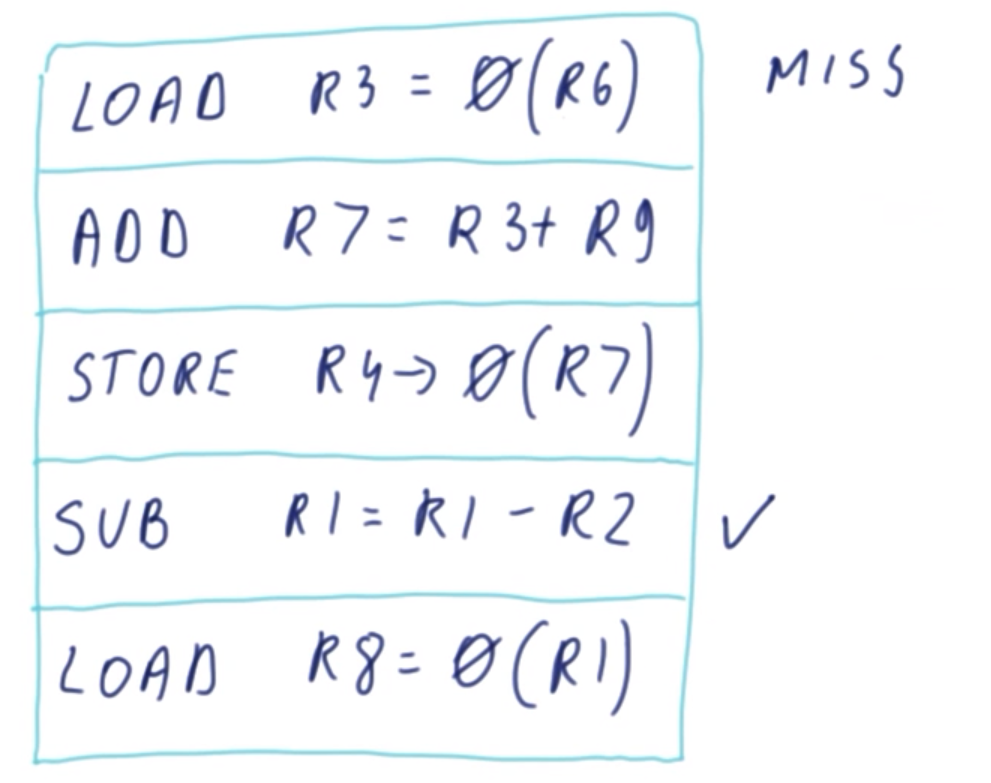 LOAD R3 = Ø(R6) MISS
ADD R7 = R3 + R9
STORE R4 → Ø(R7)
SUB R1 = R1 - R2 ✓
LOAD R8 = Ø(R1)